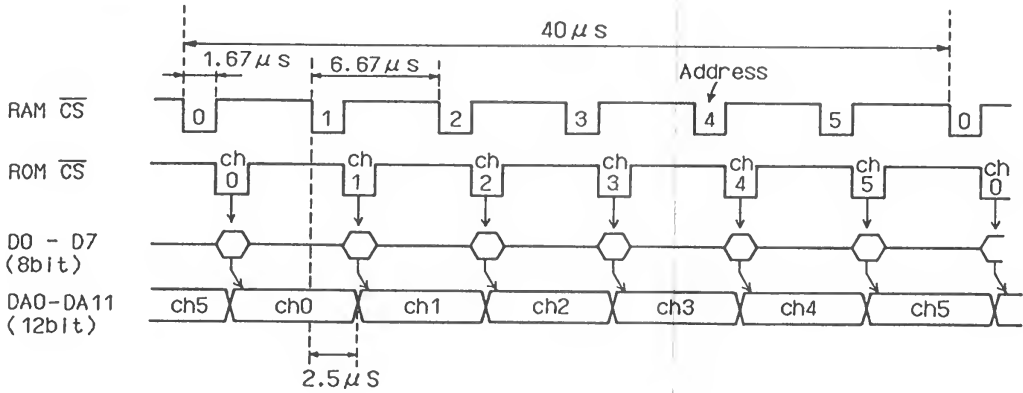 40μs
1.67μs 6.67μs Address
RAM CS 0 1 2 3 4 5 0
ROM CS ch 0 ch 1 ch 2 ch 3 ch 4 ch 5 ch 0
D0 - D7
(8bit)
DA0-DA11 ch5 ch0 ch1 ch2 ch3 ch4 ch5
(12bit)
2.5μS